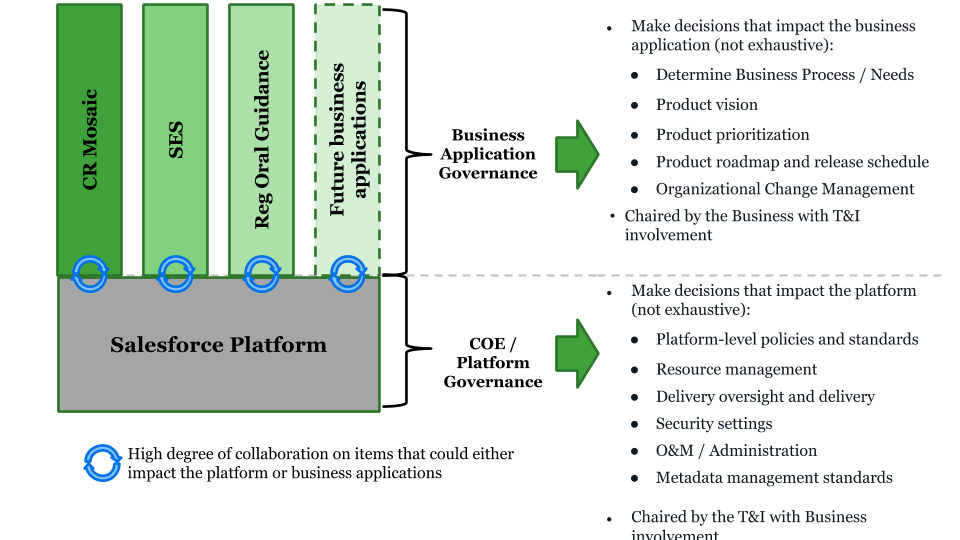 CR Mosaic
SES
Reg Oral Guidance
Future business
applications
Business
Application
Governance
• Make decisions that impact the business
application (not exhaustive):
● Determine Business Process / Needs
● Product vision
● Product prioritization
● Product roadmap and release schedule
● Organizational Change Management
• Chaired by the Business with T&I
involvement
Salesforce Platform
COE /
Platform
Governance
• Make decisions that impact the platform
(not exhaustive):
● Platform-level policies and standards
● Resource management
● Delivery oversight and delivery
● Security settings
● O&M / Administration
● Metadata management standards
• Chaired by the T&I with Business
involvement
High degree of collaboration on items that could either
impact the platform or business applications